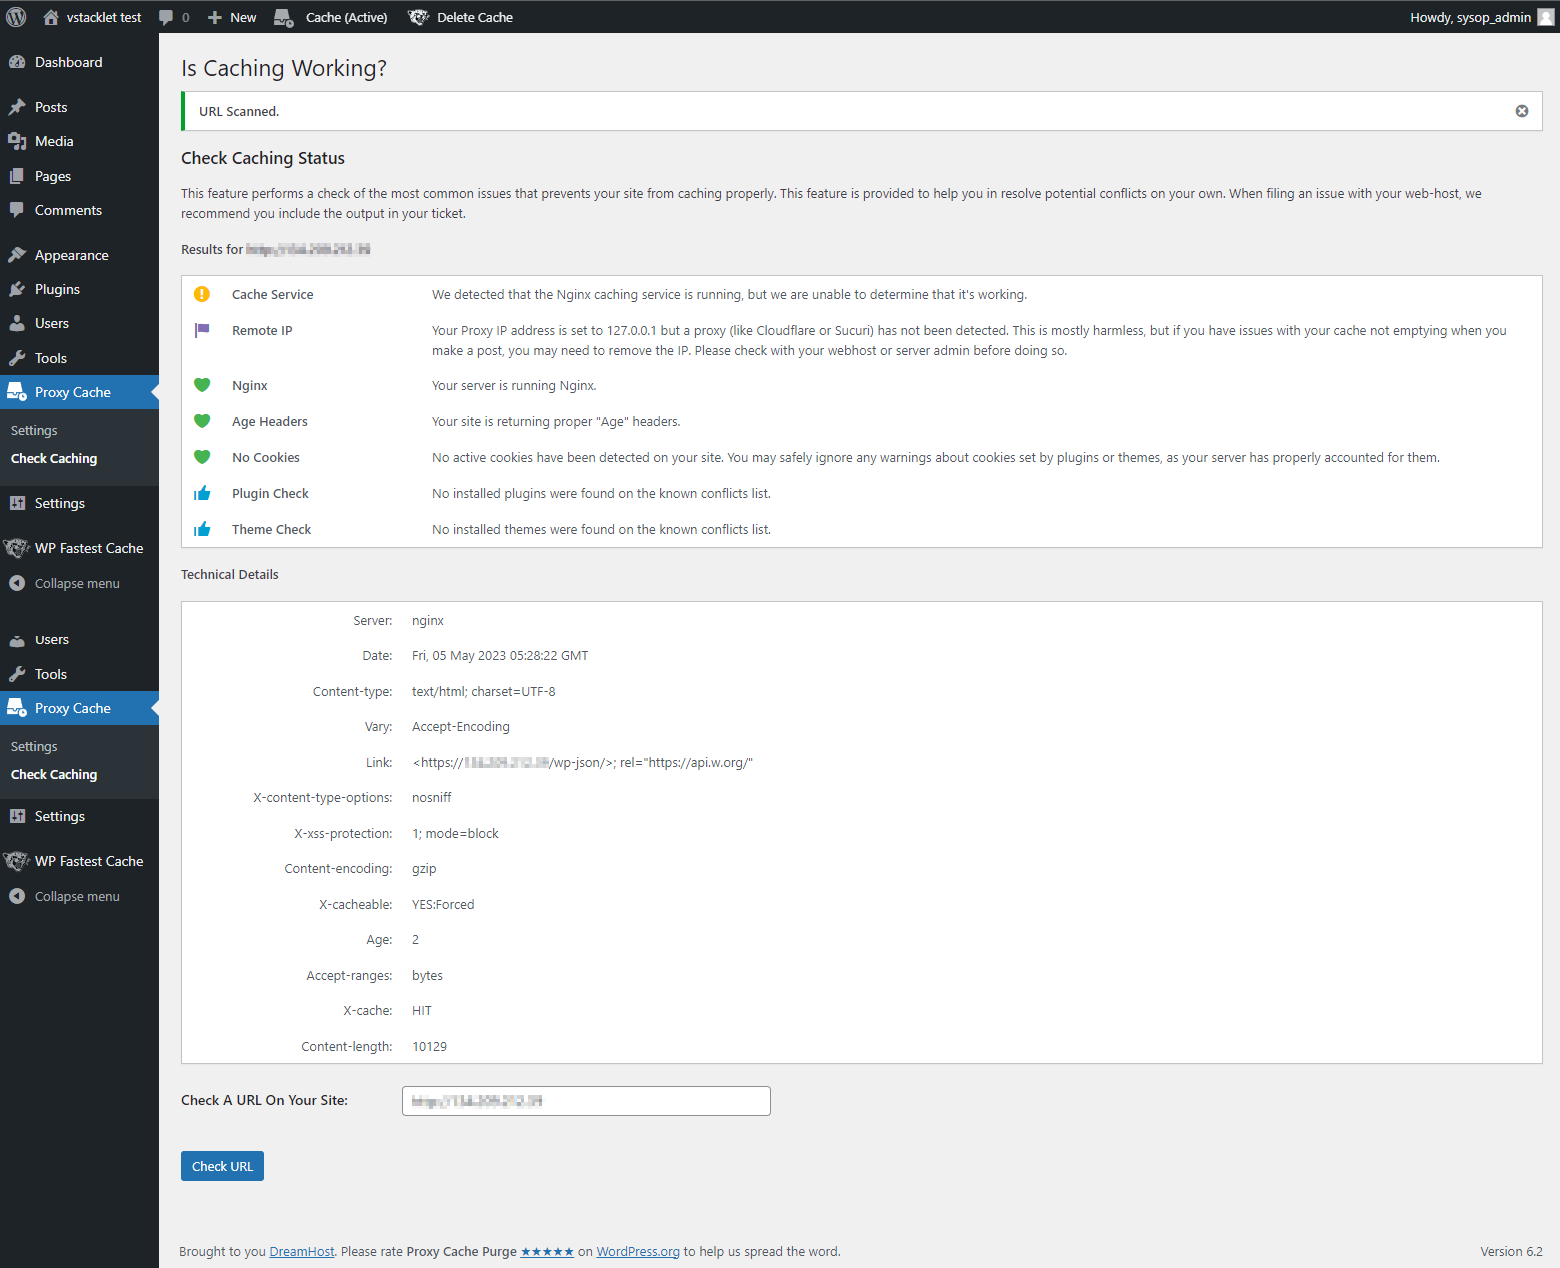 vstacklet test 0 New Cache (Active) Delete Cache Howdy, sysop_admin
Dashboard
Posts
Media
Pages
Comments
Appearance
Plugins
Users
Tools
Proxy Cache
Settings
Check Caching
Settings
WP Fastest Cache
Collapse menu
Users
Tools
Proxy Cache
Settings
Check Caching
Settings
WP Fastest Cache
Collapse menu
Is Caching Working?
URL Scanned.
Check Caching Status
This feature performs a check of the most common issues that prevents your site from caching properly. This feature is provided to help you in resolve potential conflicts on your own. When filing an issue with your web-host, we
recommend you include the output in your ticket.
Results for
Cache Service We detected that the Nginx caching service is running, but we are unable to determine that it's working.
Remote IP Your Proxy IP address is set to 127.0.0.1 but a proxy (like Cloudflare or Sucuri) has not been detected. This is mostly harmless, but if you have issues with your cache not emptying when you
make a post, you may need to remove the IP. Please check with your webhost or server admin before doing so.
Nginx Your server is running Nginx.
Age Headers Your site is returning proper "Age" headers.
No Cookies No active cookies have been detected on your site. You may safely ignore any warnings about cookies set by plugins or themes, as your server has properly accounted for them.
Plugin Check No installed plugins were found on the known conflicts list.
Theme Check No installed themes were found on the known conflicts list.
Technical Details
Server: nginx
Date: Fri, 05 May 2023 05:28:22 GMT
Content-type: text/html; charset=UTF-8
Vary: Accept-Encoding
Link: <https:// /wp-json/>; rel="https://api.w.org/"
X-content-type-options: nosniff
X-xss-protection: 1; mode=block
Content-encoding: gzip
X-cacheable: YES:Forced
Age: 2
Accept-ranges: bytes
X-cache: HIT
Content-length: 10129
Check A URL On Your Site:
Check URL
Brought to you DreamHost. Please rate Proxy Cache Purge ★★★★★ on WordPress.org to help us spread the word. Version 6.2